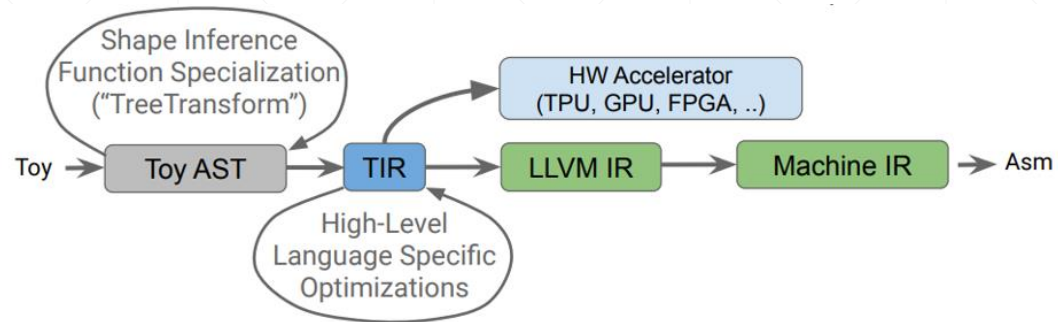 Shape Inference
Function Specialization
(“TreeTransform”)
HW Accelerator
(TPU, GPU, FPGA, ..)
Toy
Toy AST
TIR
LLVM IR
Machine IR
Asm
High-Level
Language Specific
Optimizations